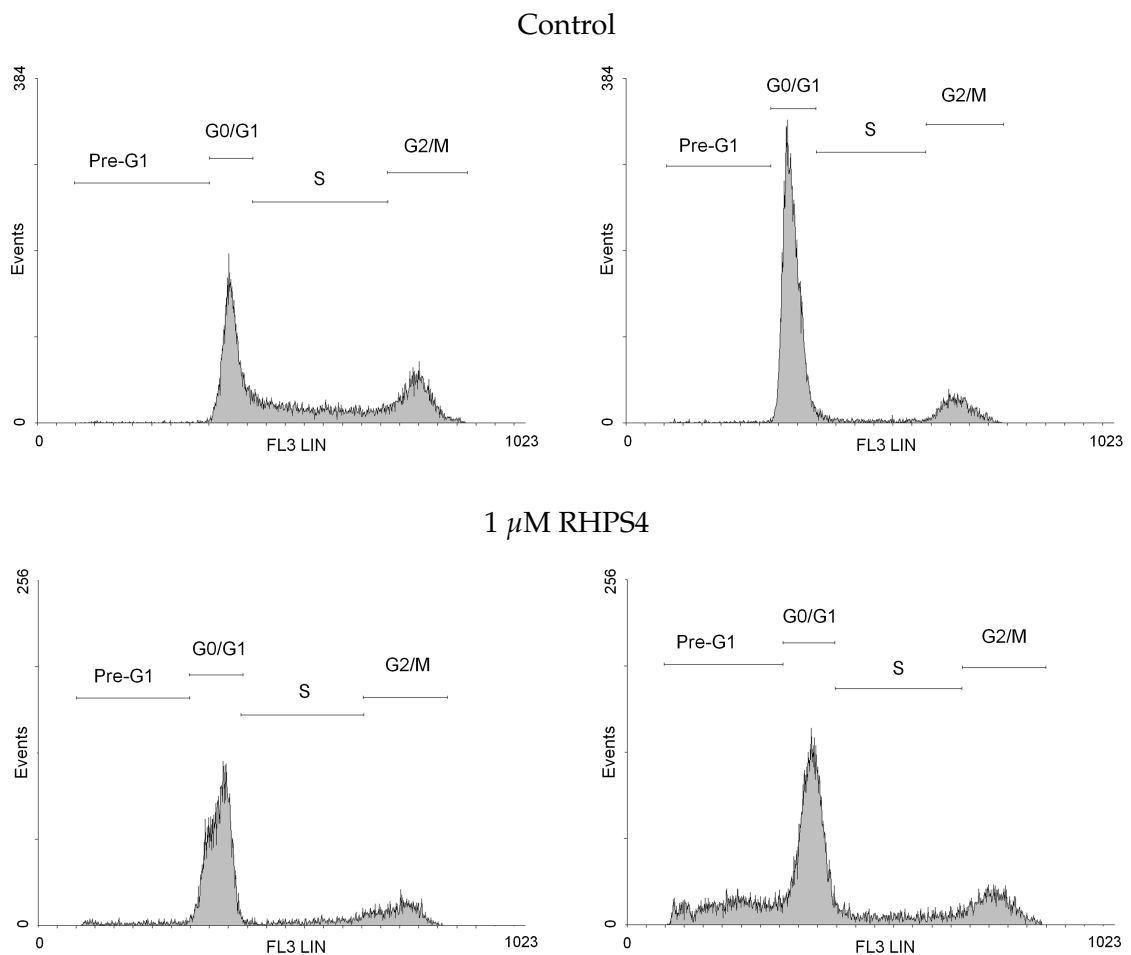 Control
384
G0/G1
Pre-G1
S
G2/M
Events
0
0
FL3 LIN
1023
384
G0/G1
G2/M
Pre-G1
S
Events
0
0
FL3 LIN
1023
1 µM RHPS4
256
G0/G1
Pre-G1
G2/M
S
Events
0
0
FL3 LIN
1023
256
G0/G1
Pre-G1
G2/M
S
Events
0
0
FL3 LIN
1023